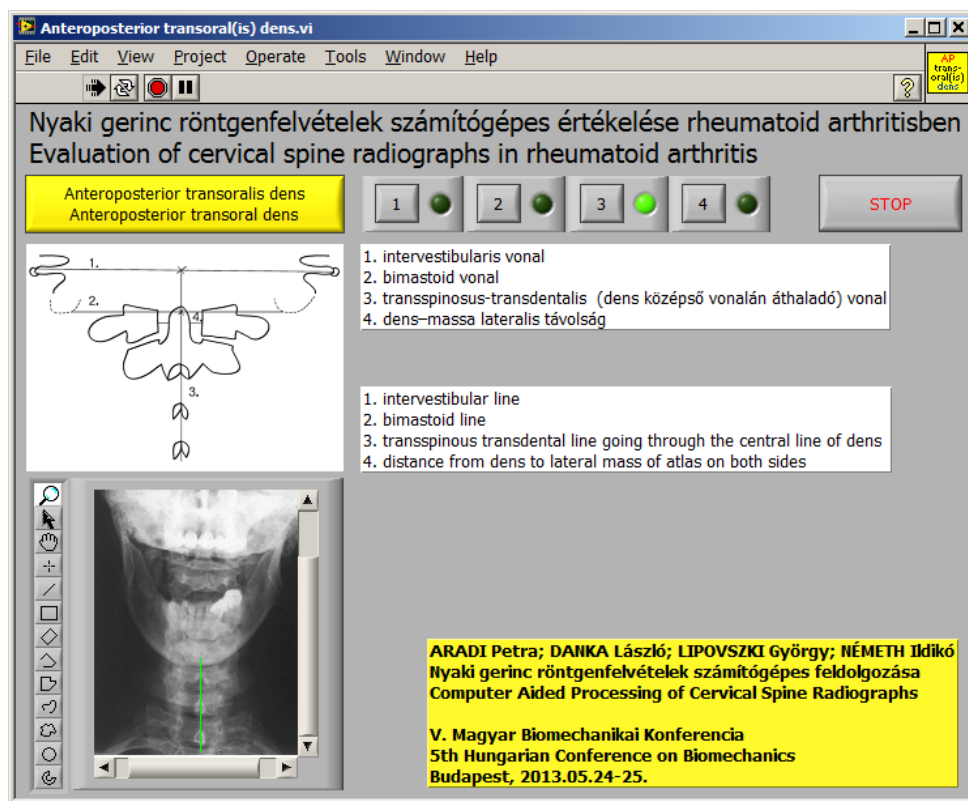 Anteroposterior transoral(is) dens.vi
File Edit View Project Operate Tools Window Help
AP
trans-
oral(is)
dens
?
Nyaki gerinc röntgenfelvételek számítógépes értékelése rheumatoid arthritisben
Evaluation of cervical spine radiographs in rheumatoid arthritis
Anteroposterior transoralis dens
Anteroposterior transoral dens
1 2 3 4
STOP
1. intervestibularis vonal
2. bimastoid vonal
3. transspinosus-transdentalis (dens középső vonalán áthaladó) vonal
4. dens–massa lateralis távolság
1.
2.
4.
3.
1. intervestibular line
2. bimastoid line
3. transspinous transdental line going through the central line of dens
4. distance from dens to lateral mass of atlas on both sides
ARADI Petra; DANKA László; LIPOVSZKI György; NÉMETH Ildikó
Nyaki gerinc röntgenfelvételek számítógépes feldolgozása
Computer Aided Processing of Cervical Spine Radiographs
V. Magyar Biomechanikai Konferencia
5th Hungarian Conference on Biomechanics
Budapest, 2013.05.24-25.